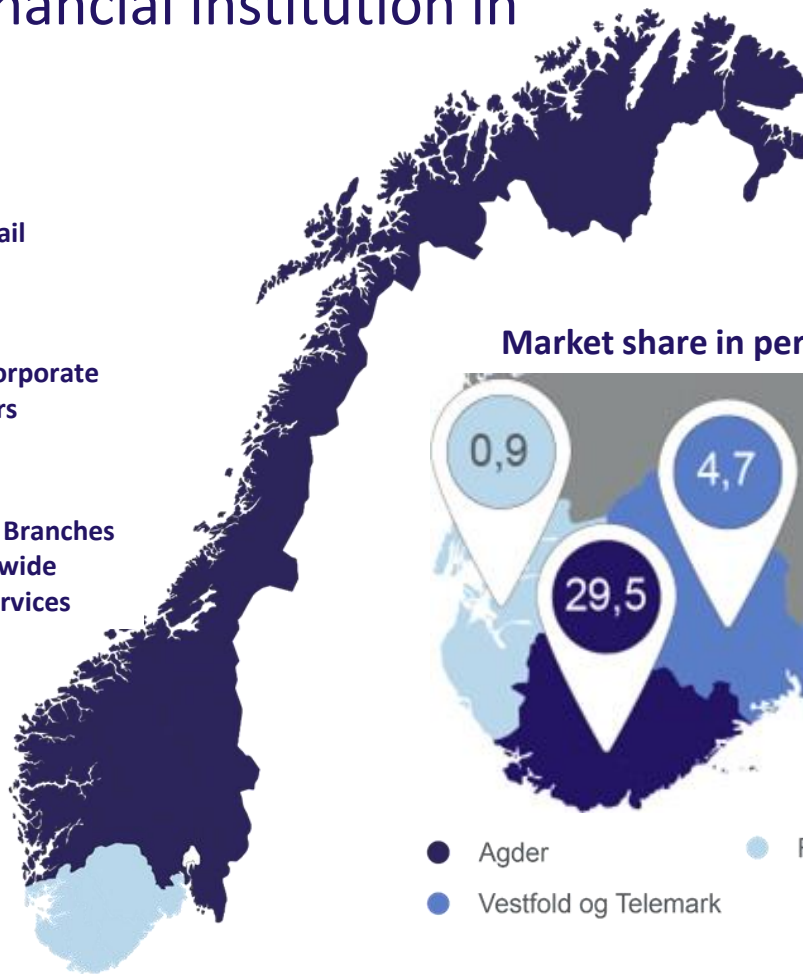 nancial institution in
ail
orporate
rs
Branches
wide
rvices
Market share in per
0,9
4,7
29,5
Agder
Vestfold og Telemark